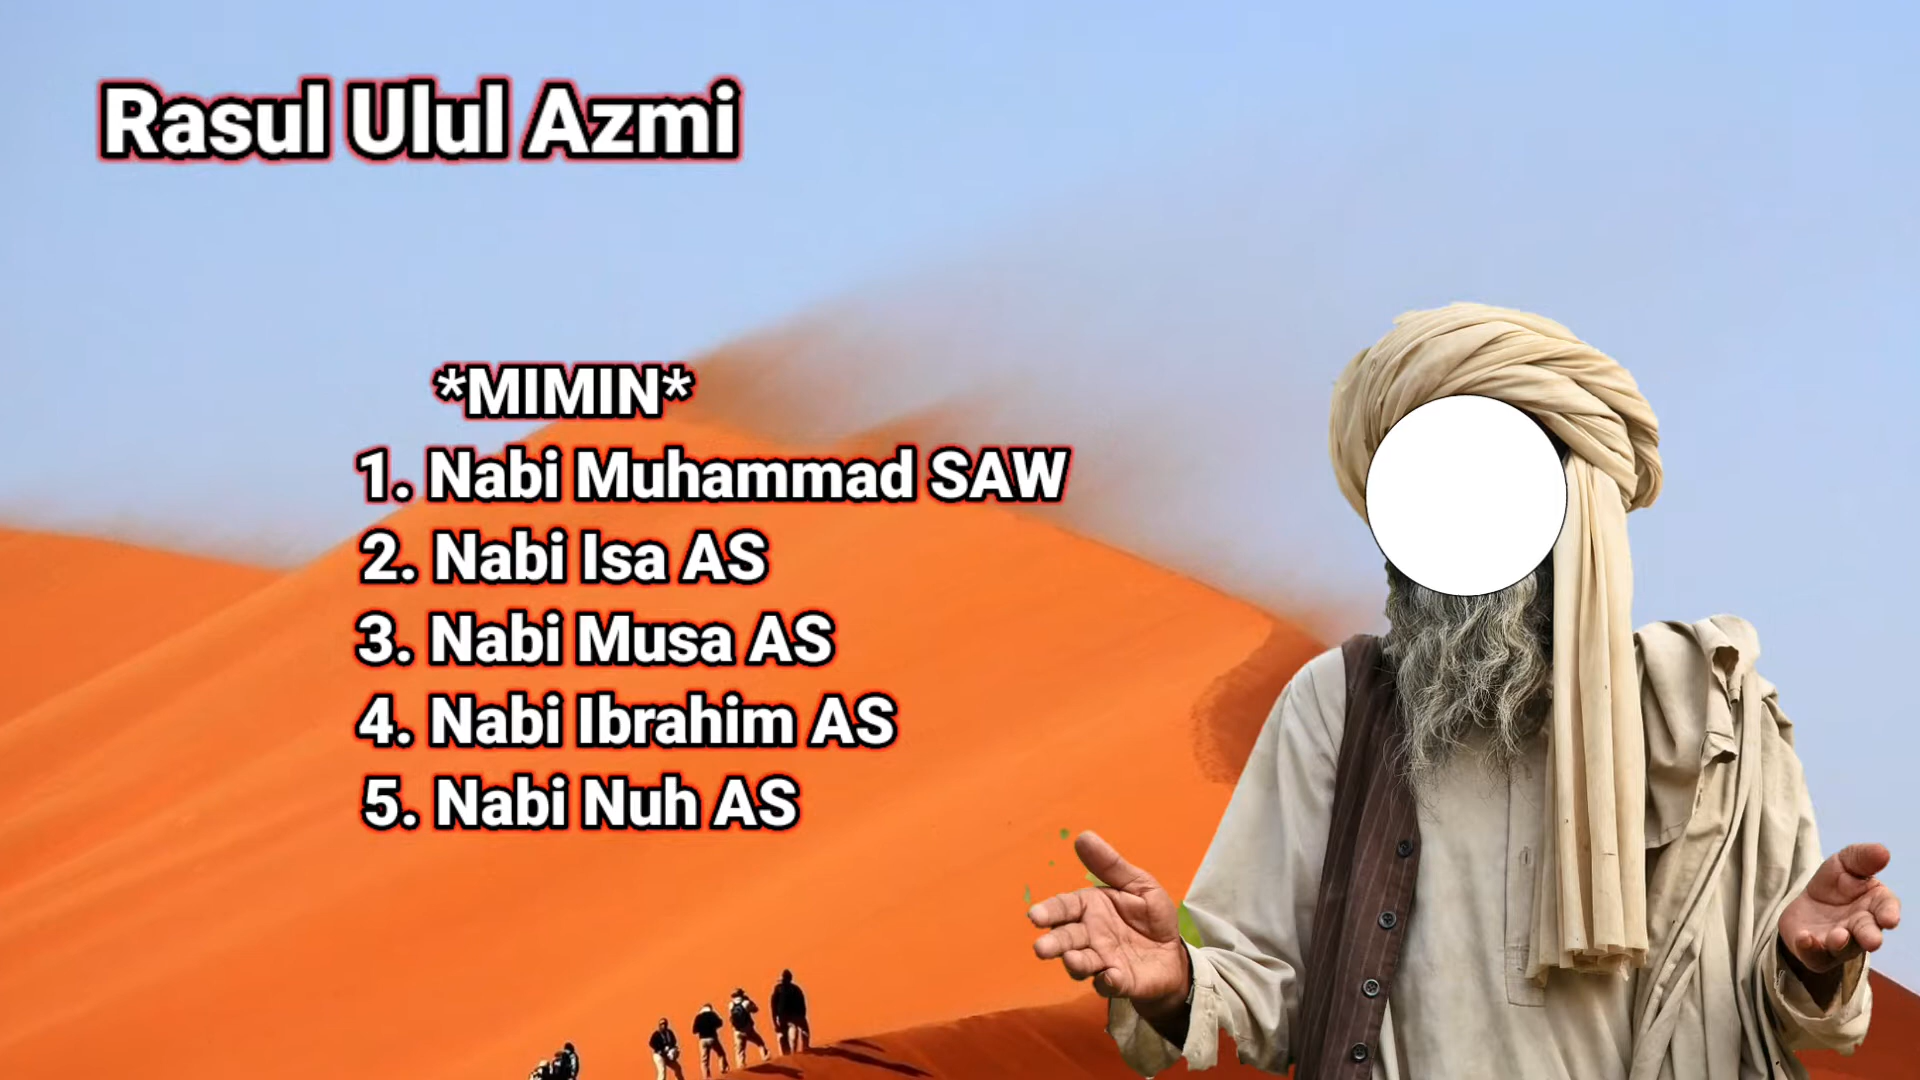 Rasul Ulul Azmi
*MIMIN*
1. Nabi Muhammad SAW
2. Nabi Isa AS
3. Nabi Musa AS
4. Nabi Ibrahim AS
5. Nabi Nuh AS